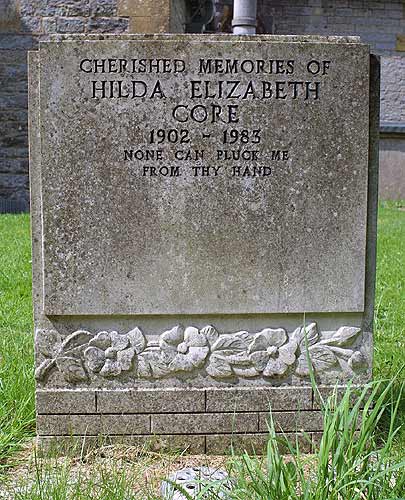 CHERISHED MEMORIES OF
HILDA ELIZABETH
CORE
1902 - 1983
NONE CAN PLUCK ME
FROM THY HAND